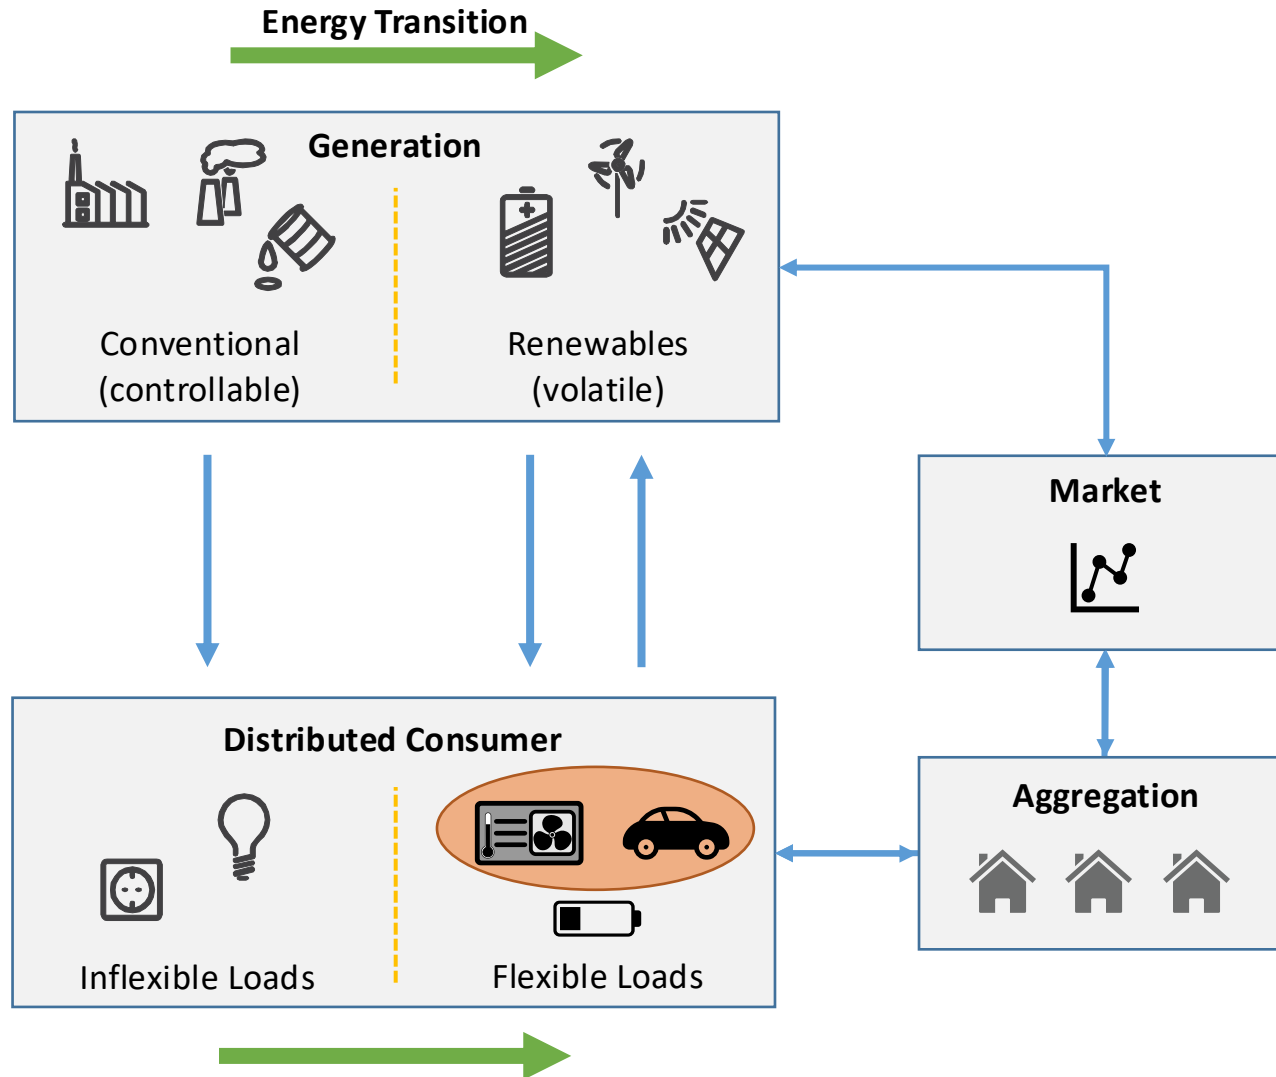 Energy Transition
Generation
Conventional
(controllable)
Renewables
(volatile)
Market
Distributed Consumer
Inflexible Loads
Flexible Loads
Aggregation